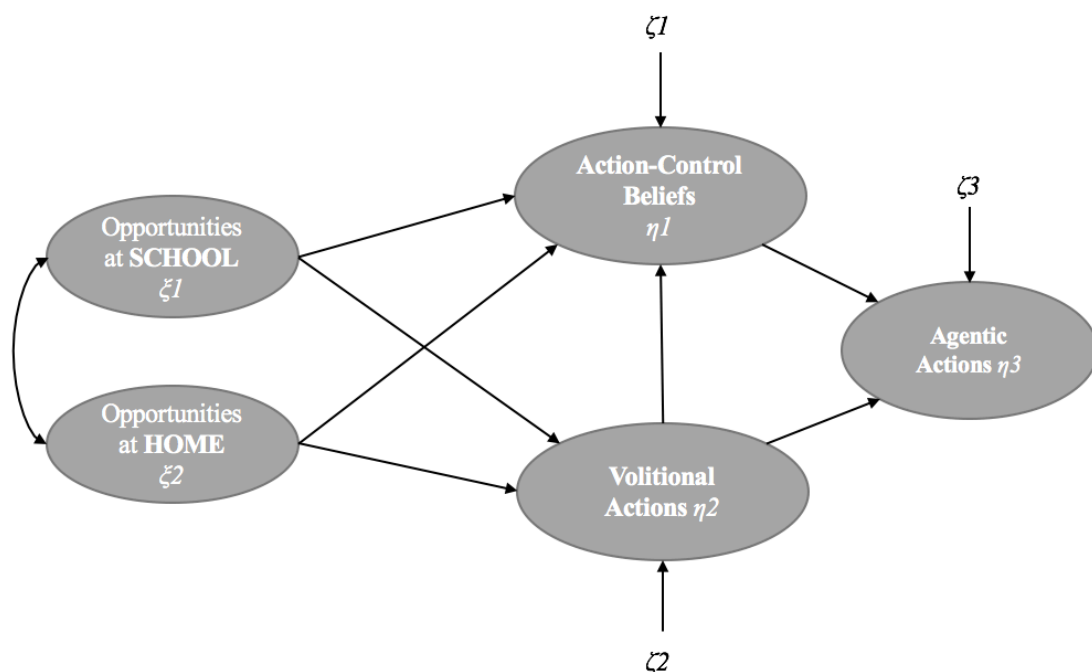 ζ1
Action-Control
Beliefs
η1
ζ3
Opportunities
at SCHOOL
ξ1
Agentic
Actions η3
Opportunities
at HOME
ξ2
Volitional
Actions η2
ζ2